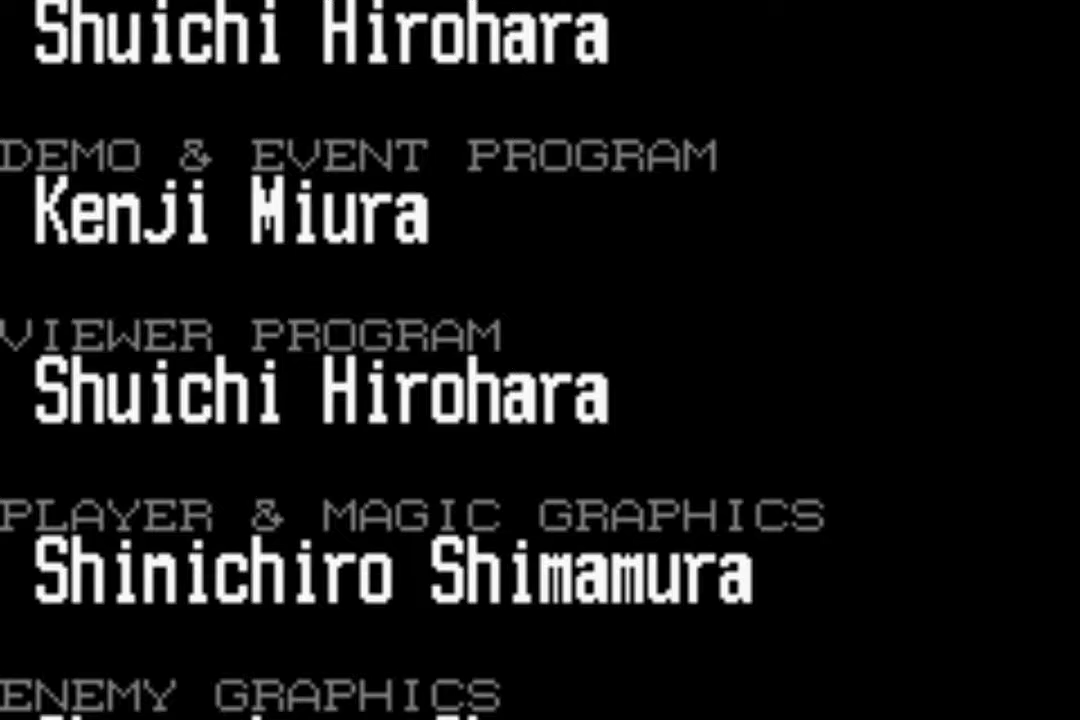 Shuichi Hirohara
DEMO & EVENT PROGRAM
Kenji Miura
VIEWER PROGRAM
Shuichi Hirohara
PLAYER & MAGIC GRAPHICS
Shinichiro Shimamura
ENEMY GRAPHICS